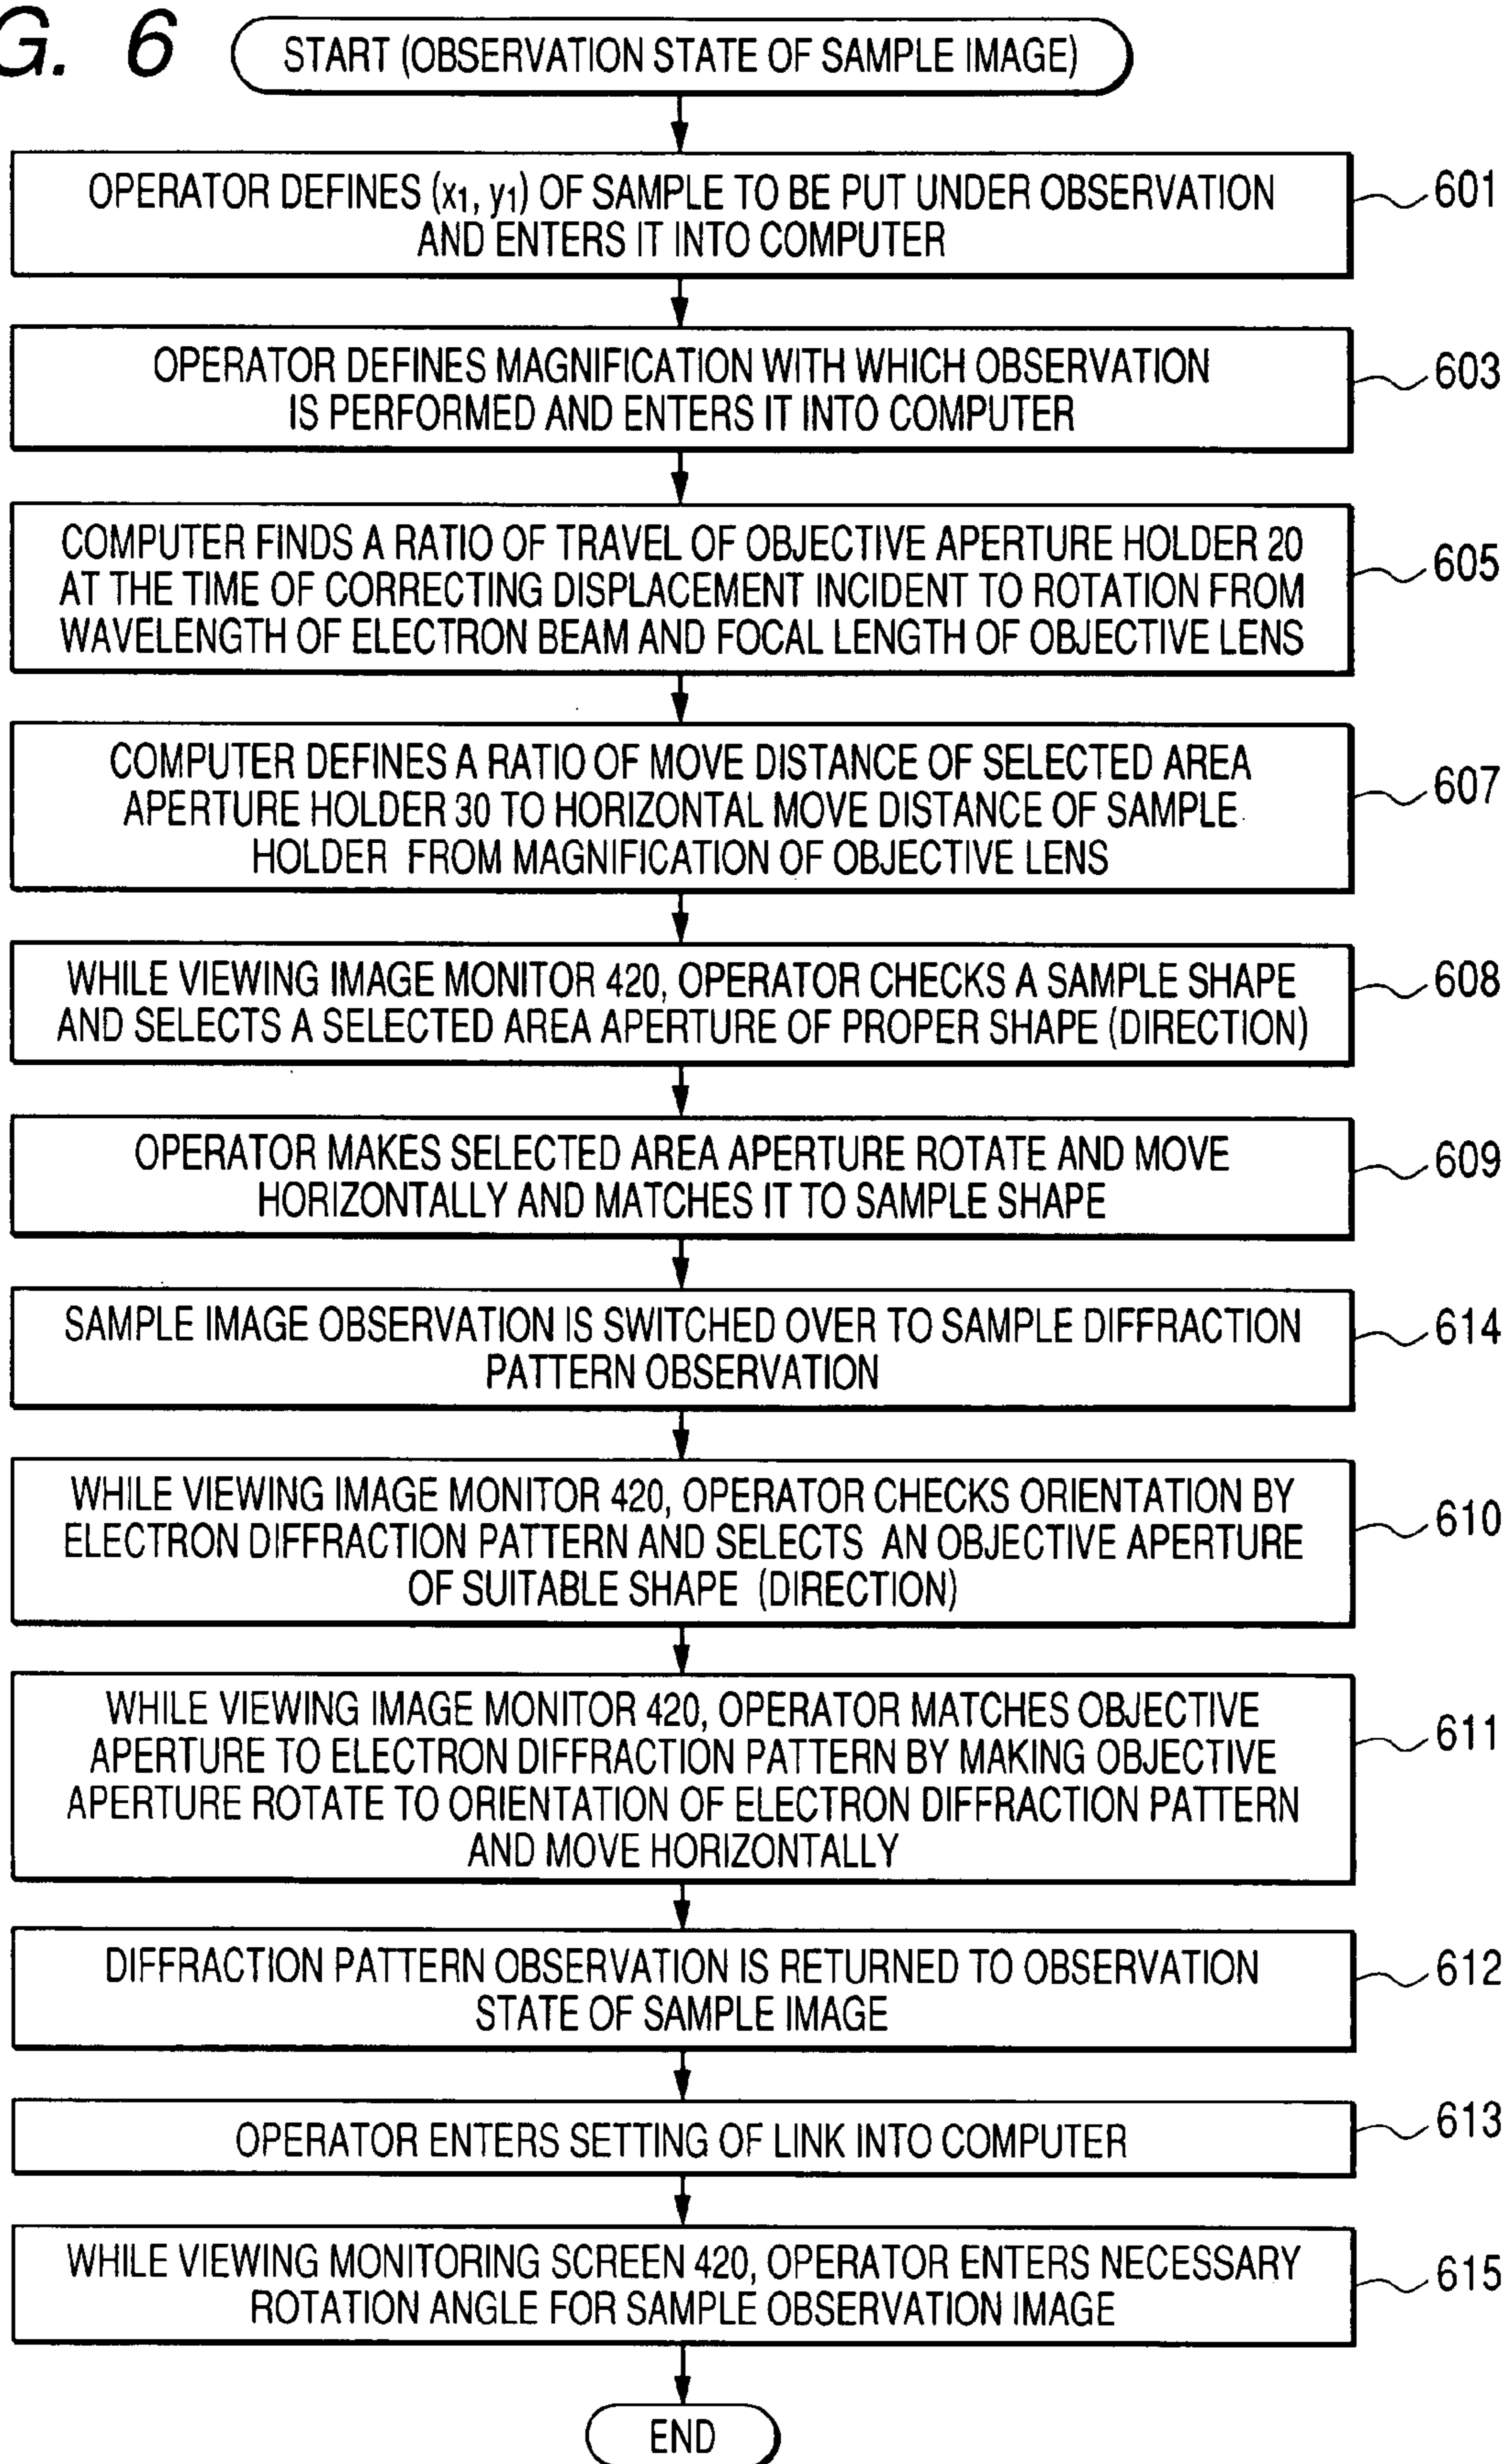 G. 6
START (OBSERVATION STATE OF SAMPLE IMAGE)
OPERATOR DEFINES (x1, y1) OF SAMPLE TO BE PUT UNDER OBSERVATION
AND ENTERS IT INTO COMPUTER
601
OPERATOR DEFINES MAGNIFICATION WITH WHICH OBSERVATION
IS PERFORMED AND ENTERS IT INTO COMPUTER
603
COMPUTER FINDS A RATIO OF TRAVEL OF OBJECTIVE APERTURE HOLDER 20
AT THE TIME OF CORRECTING DISPLACEMENT INCIDENT TO ROTATION FROM
WAVELENGTH OF ELECTRON BEAM AND FOCAL LENGTH OF OBJECTIVE LENS
605
COMPUTER DEFINES A RATIO OF MOVE DISTANCE OF SELECTED AREA
APERTURE HOLDER 30 TO HORIZONTAL MOVE DISTANCE OF SAMPLE
HOLDER FROM MAGNIFICATION OF OBJECTIVE LENS
607
WHILE VIEWING IMAGE MONITOR 420, OPERATOR CHECKS A SAMPLE SHAPE
AND SELECTS A SELECTED AREA APERTURE OF PROPER SHAPE (DIRECTION)
608
OPERATOR MAKES SELECTED AREA APERTURE ROTATE AND MOVE
HORIZONTALLY AND MATCHES IT TO SAMPLE SHAPE
609
SAMPLE IMAGE OBSERVATION IS SWITCHED OVER TO SAMPLE DIFFRACTION
PATTERN OBSERVATION
614
WHILE VIEWING IMAGE MONITOR 420, OPERATOR CHECKS ORIENTATION BY
ELECTRON DIFFRACTION PATTERN AND SELECTS AN OBJECTIVE APERTURE
OF SUITABLE SHAPE (DIRECTION)
610
WHILE VIEWING IMAGE MONITOR 420, OPERATOR MATCHES OBJECTIVE
APERTURE TO ELECTRON DIFFRACTION PATTERN BY MAKING OBJECTIVE
APERTURE ROTATE TO ORIENTATION OF ELECTRON DIFFRACTION PATTERN
AND MOVE HORIZONTALLY
611
DIFFRACTION PATTERN OBSERVATION IS RETURNED TO OBSERVATION
STATE OF SAMPLE IMAGE
612
OPERATOR ENTERS SETTING OF LINK INTO COMPUTER
613
WHILE VIEWING MONITORING SCREEN 420, OPERATOR ENTERS NECESSARY
ROTATION ANGLE FOR SAMPLE OBSERVATION IMAGE
615
END